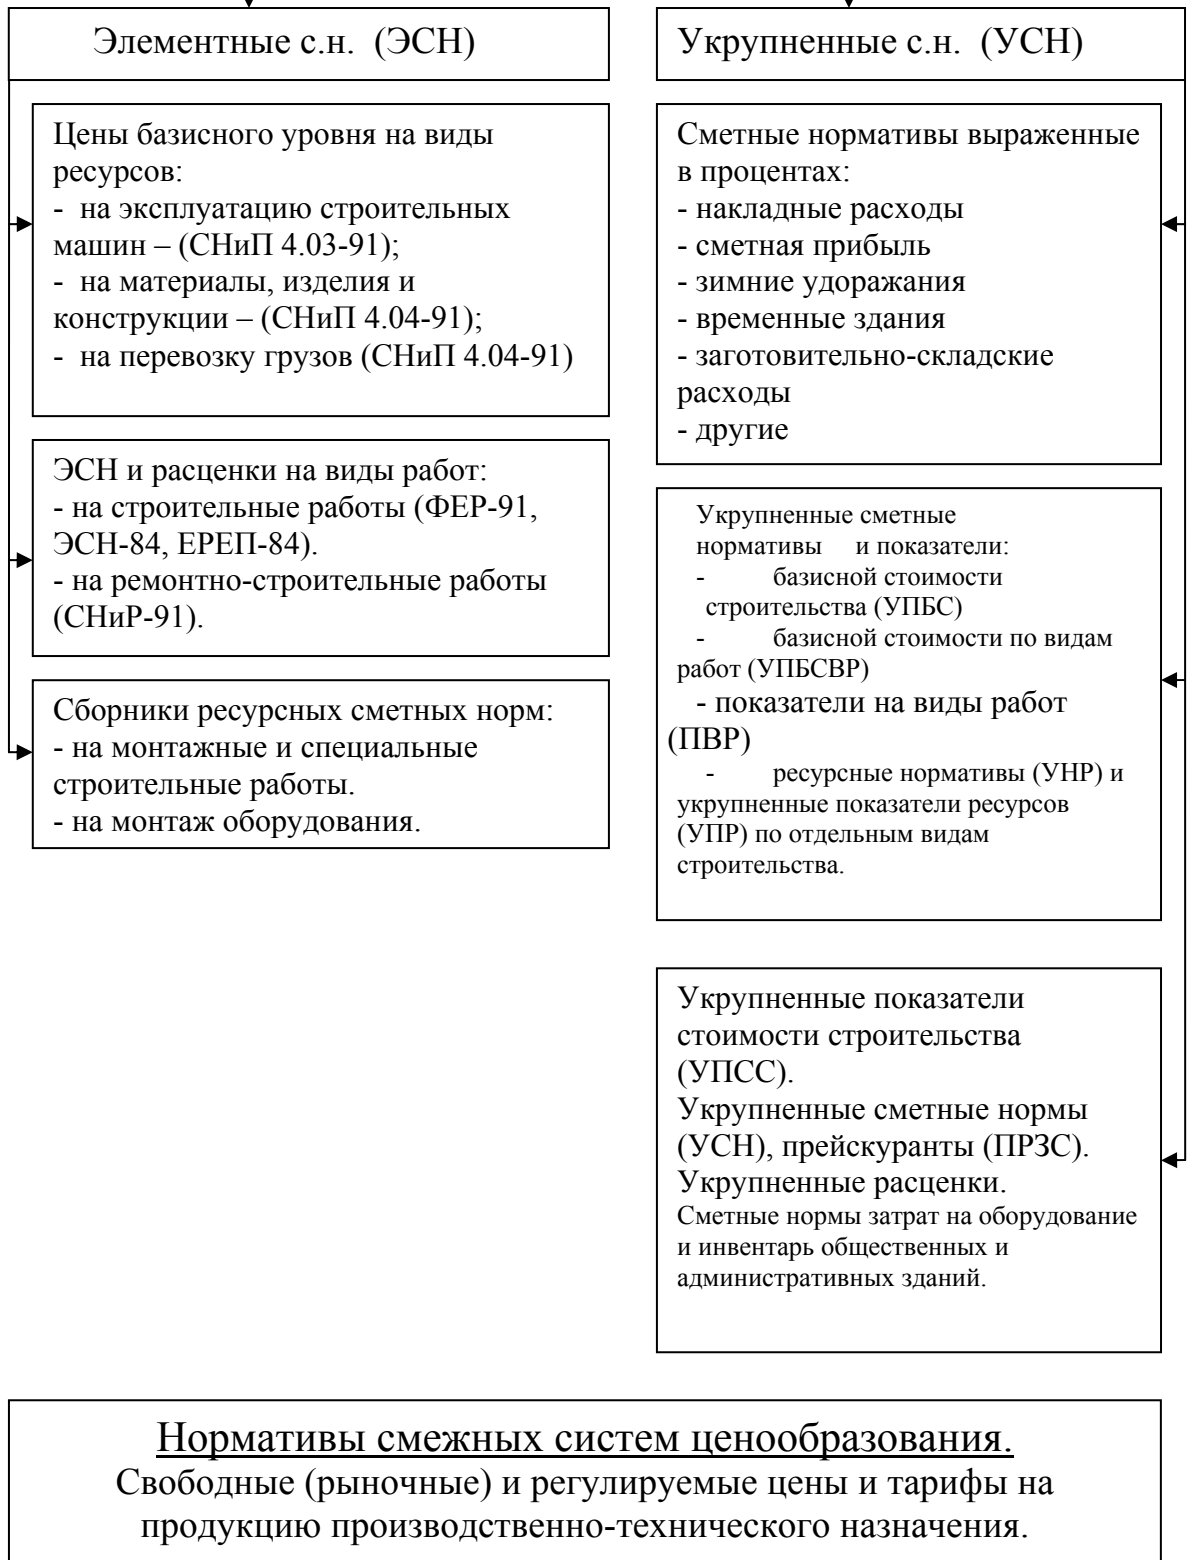 Элементные с.н. (ЭСН)
Цены базисного уровня на виды
ресурсов:
- на эксплуатацию строительных
машин – (СНиП 4.03-91);
- на материалы, изделия и
конструкции – (СНиП 4.04-91);
- на перевозку грузов (СНиП 4.04-91)
ЭСН и расценки на виды работ:
- на строительные работы (ФЕР-91,
ЭСН-84, ЕРЕП-84).
- на ремонтно-строительные работы
(СНиР-91).
Сборники ресурсных сметных норм:
- на монтажные и специальные
строительные работы.
- на монтаж оборудования.
Укрупненные с.н. (УСН)
Сметные нормативы выраженные
в процентах:
- накладные расходы
- сметная прибыль
- зимние удоражания
- временные здания
- заготовительно-складские
расходы
- другие
Укрупненные сметные
нормативы и показатели:
- базисной стоимости
строительства (УПБС)
- базисной стоимости по видам
работ (УПБСВР)
- показатели на виды работ
(ПВР)
- ресурсные нормативы (УНР) и
укрупненные показатели ресурсов
(УПР) по отдельным видам
строительства.
Укрупненные показатели
стоимости строительства
(УПСС).
Укрупненные сметные нормы
(УСН), прейскуранты (ПРЗС).
Укрупненные расценки.
Сметные нормы затрат на оборудование
и инвентарь общественных и
административных зданий.
Нормативы смежных систем ценообразования.
Свободные (рыночные) и регулируемые цены и тарифы на
продукцию производственно-технического назначения.